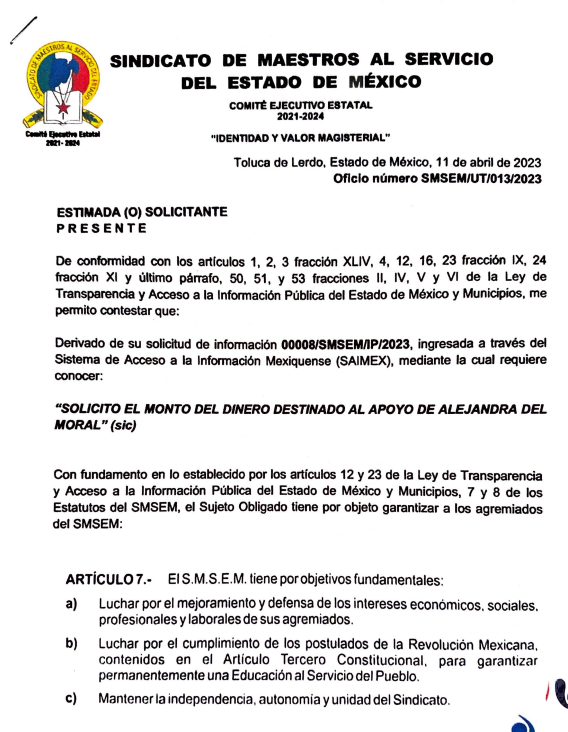 SINDICATO DE MAESTROS AL SERVICIO DEL ESTADO DE MEX
SINDICATO DE MAESTROS AL SERVICIO
DEL ESTADO DE MÉXICO
COMITÉ EJECUTIVO ESTATAL
2021-2024
Comité Ejecutivo Estatal
2021- 2024
"IDENTIDAD Y VALOR MAGISTERIAL"
Toluca de Lerdo, Estado de México, 11 de abril de 2023
Oficio número SMSEM/UT/013/2023
ESTIMADA (O) SOLICITANTE
P R E S E N T E
De conformidad con los artículos 1, 2, 3 fracción XLIV, 4, 12, 16, 23 fracción IX, 24
fracción XI y último párrafo, 50, 51, y 53 fracciones II, IV, V y VI de la Ley de
Transparencia y Acceso a la Información Pública del Estado de México y Municipios, me
permito contestar que:
Derivado de su solicitud de información 00008/SMSEM/IP/2023, ingresada a través del
Sistema de Acceso a la Información Mexiquense (SAIMEX), mediante la cual requiere
conocer:
"SOLICITO EL MONTO DEL DINERO DESTINADO AL APOYO DE ALEJANDRA DEL
MORAL" (sic)
Con fundamento en lo establecido por los artículos 12 y 23 de la Ley de Transparencia
y Acceso a la Información Pública del Estado de México y Municipios, 7 y 8 de los
Estatutos del SMSEM, el Sujeto Obligado tiene por objeto garantizar a los agremiados
del SMSEM:
ARTÍCULO 7.- El S.M.S.E.M. tiene por objetivos fundamentales:
a) Luchar por el mejoramiento y defensa de los intereses económicos, sociales,
profesionales y laborales de sus agremiados.
b) Luchar por el cumplimiento de los postulados de la Revolución Mexicana,
contenidos en el Artículo Tercero Constitucional, para garantizar
permanentemente una Educación al Servicio del Pueblo.
c) Mantener la independencia, autonomía y unidad del Sindicato.